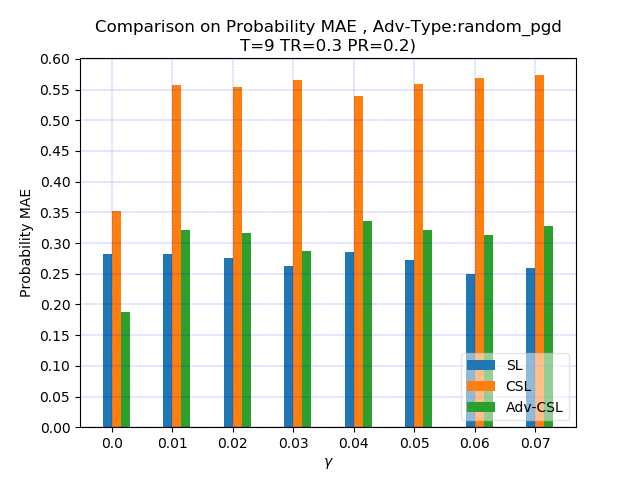 Comparison on Probability MAE , Adv-Type:random_pgd
T=9 TR=0.3 PR=0.2)
Probability MAE
0.60
0.55
0.50
0.45
0.40
0.35
0.30
0.25
0.20
0.15
0.10
0.05
0.00
SL
CSL
Adv-CSL
0.0 0.01 0.02 0.03 0.04 0.05 0.06 0.07
γ